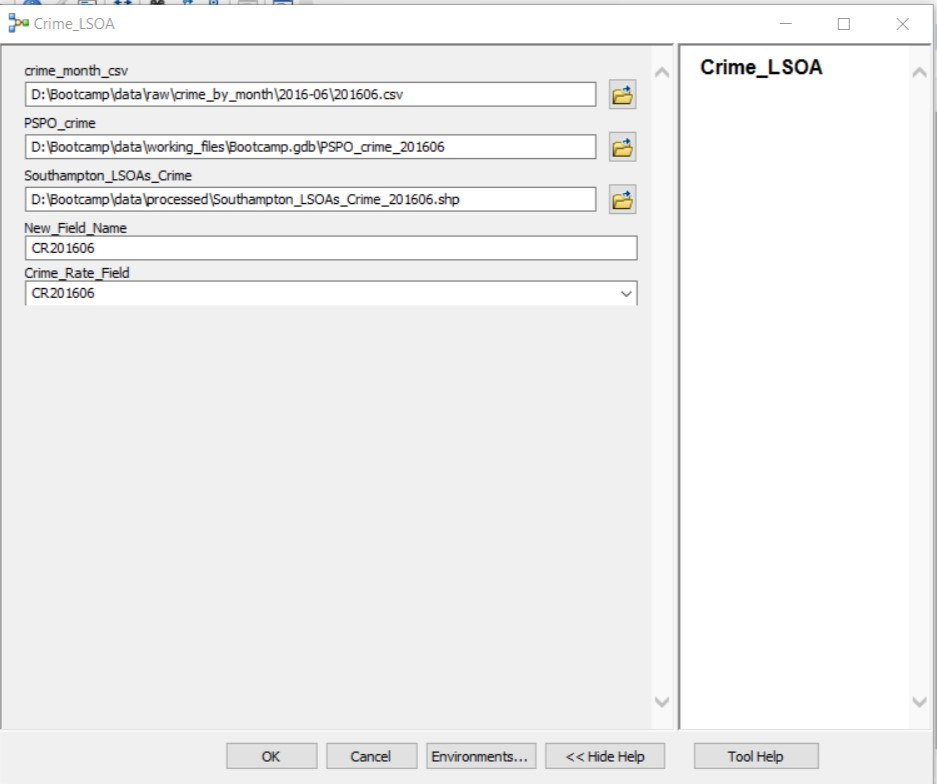 Crime_LSOA
crime_month_csv
D:\Bootcamp\data\raw\crime_by_month\2016-06\201606.csv
PSPO_crime
D:\Bootcamp\data\working_files\Bootcamp.gdb\PSPO_crime_201606
Southampton_LSOAs_Crime
D:\Bootcamp\data\processed\Southampton_LSOAs_Crime_201606.shp
New_Field_Name
CR201606
Crime_Rate_Field
CR201606
Crime_LSOA
OK
Cancel
Environments...
<< Hide Help
Tool Help